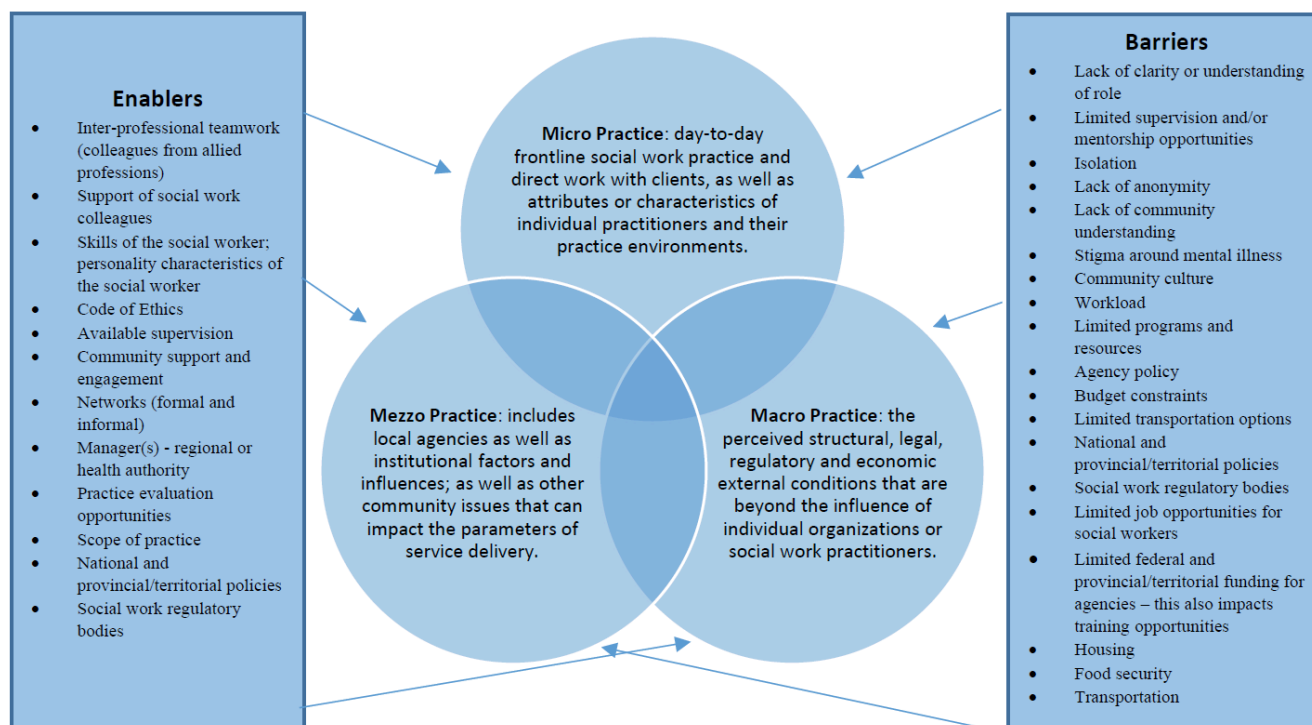 Enablers
• Inter-professional teamwork
(colleagues from allied
professions)
• Support of social work
colleagues
• Skills of the social worker;
personality characteristics of
the social worker
• Code of Ethics
• Available supervision
• Community support and
engagement
• Networks (formal and
informal)
• Manager(s) - regional or
health authority
• Practice evaluation
opportunities
• Scope of practice
• National and
provincial/territorial policies
• Social work regulatory
bodies
Micro Practice: day-to-day
frontline social work practice and
direct work with clients, as well as
attributes or characteristics of
individual practitioners and their
practice environments.
Mezzo Practice: includes
local agencies as well as
institutional factors and
influences; as well as other
community issues that can
impact the parameters of
service delivery.
Macro Practice: the
perceived structural, legal,
regulatory and economic
external conditions that are
beyond the influence of
individual organizations or
social work practitioners.
Barriers
• Lack of clarity or understanding
of role
• Limited supervision and/or
mentorship opportunities
• Isolation
• Lack of anonymity
• Lack of community
understanding
• Stigma around mental illness
• Community culture
• Workload
• Limited programs and
resources
• Agency policy
• Budget constraints
• Limited transportation options
• National and
provincial/territorial policies
• Social work regulatory bodies
• Limited job opportunities for
social workers
• Limited federal and
provincial/territorial funding for
agencies – this also impacts
training opportunities
• Housing
• Food security
• Transportation